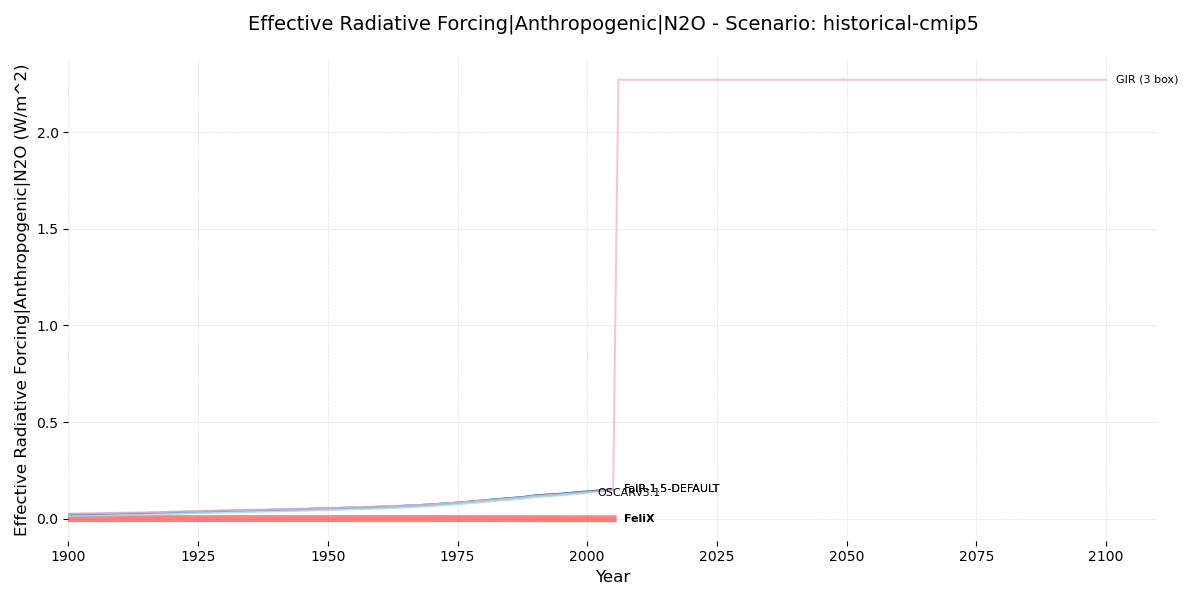 Effective Radiative Forcing|Anthropogenic|N2O - Scenario: historical-cmip5
Effective Radiative Forcing|Anthropogenic|N2O (W/m^2)
2.0
1.5
1.0
0.5
0.0
GIR (3 box)
FaIR-1.5-DEFAULT
OSCARv3.1
FeliX
1900
1925
1950
1975
2000
2025
2050
2075
2100
Year